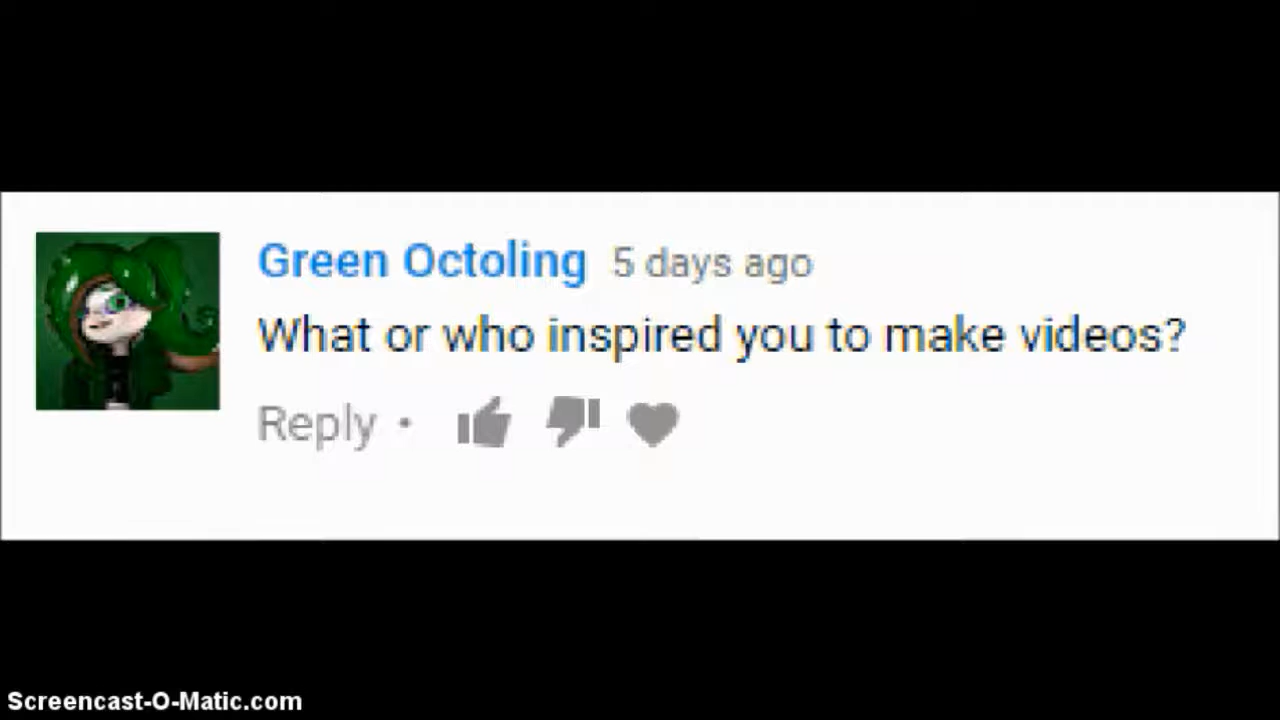 Green Octoling 5 days ago
What or who inspired you to make videos?
Reply •
Screencast-O-Matic.com